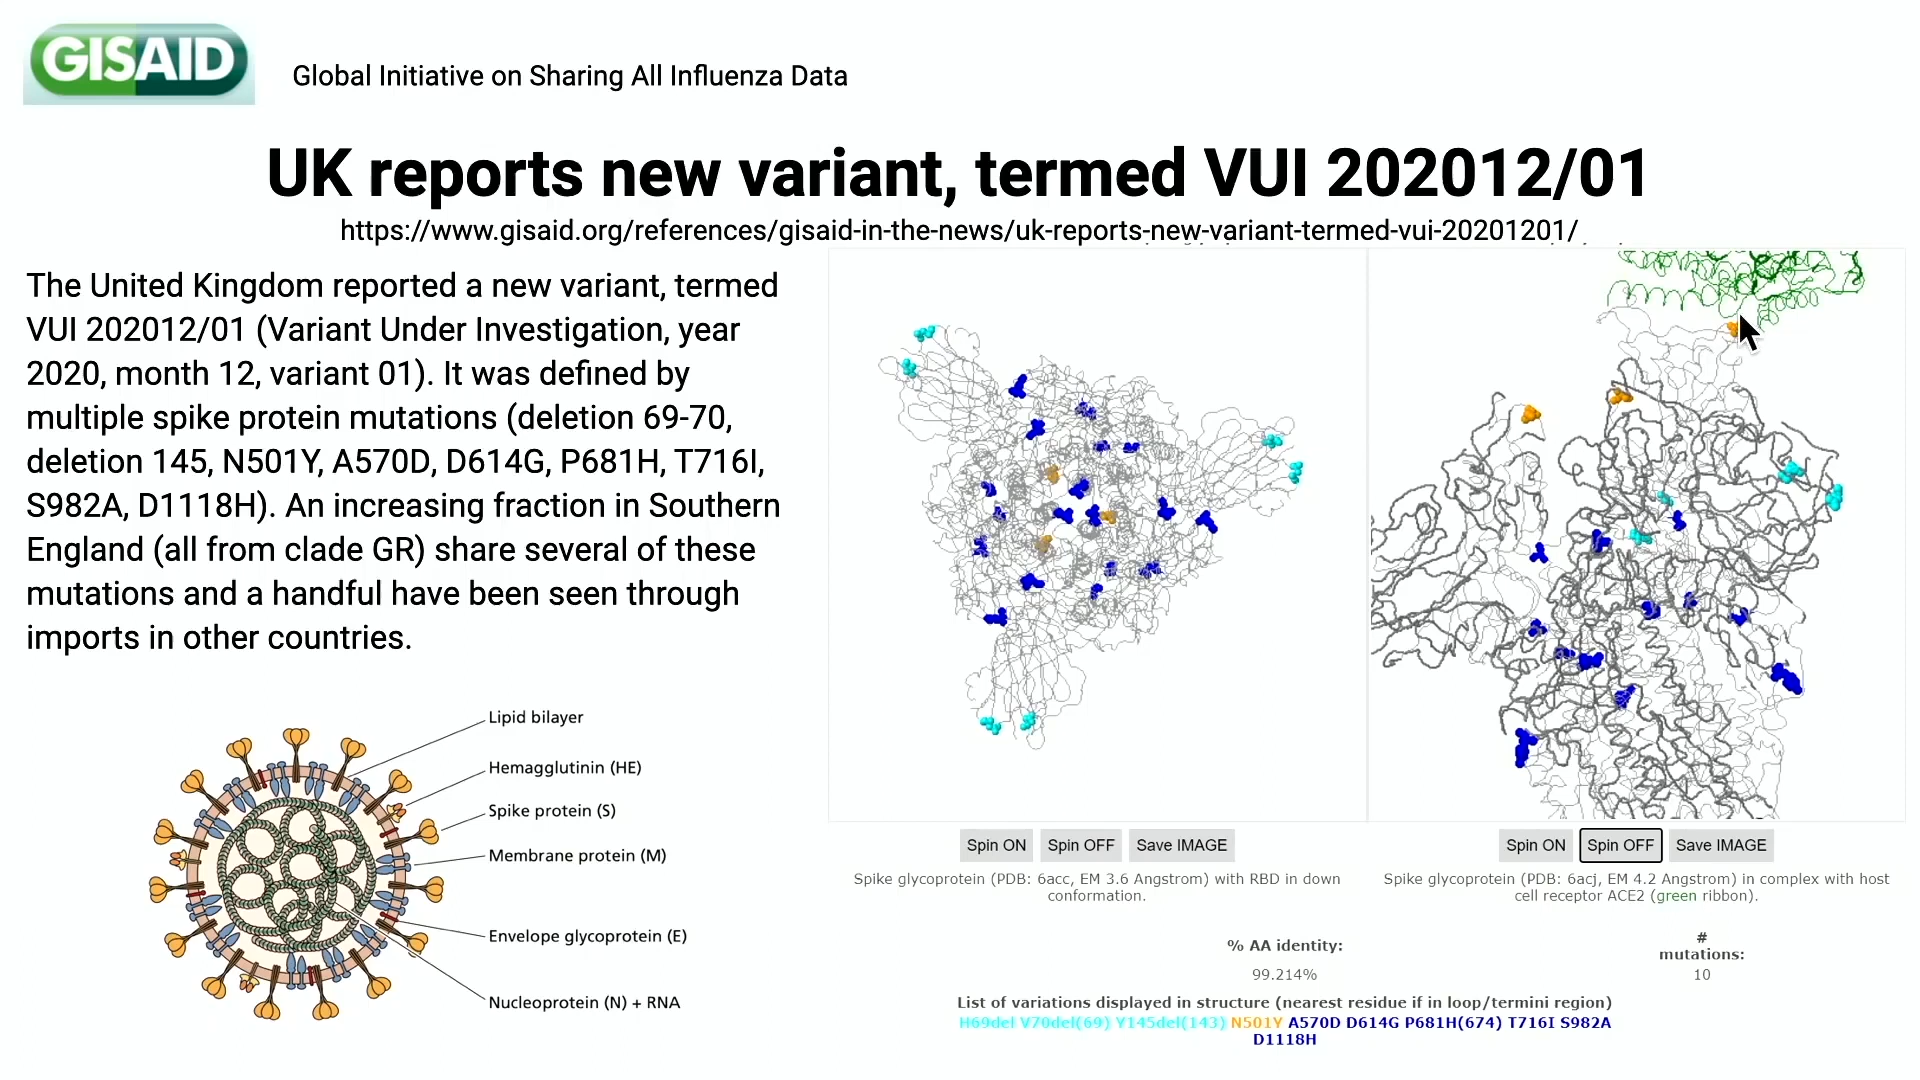 GISAID
Global Initiative on Sharing All Influenza Data
UK reports new variant, termed VUI 202012/01
https://www.gisaid.org/references/gisaid-in-the-news/uk-reports-new-variant-termed-vui-20201201/
The United Kingdom reported a new variant, termed
VUI 202012/01 (Variant Under Investigation, year
2020, month 12, variant 01). It was defined by
multiple spike protein mutations (deletion 69-70,
deletion 145, N501Y, A570D, D614G, P681H, T716I,
S982A, D1118H). An increasing fraction in Southern
England (all from clade GR) share several of these
mutations and a handful have been seen through
imports in other countries.
Lipid bilayer
Hemagglutinin (HE)
Spike protein (S)
Membrane protein (M)
Envelope glycoprotein (E)
Nucleoprotein (N) + RNA
Spin ON Spin OFF Save IMAGE
Spike glycoprotein (PDB: 6acc, EM 3.6 Angstrom) with RBD in down
conformation.
Spin ON Spin OFF Save IMAGE
Spike glycoprotein (PDB: 6acj, EM 4.2 Angstrom) in complex with host
cell receptor ACE2 (green ribbon).
% AA identity:
99.214%
#
mutations:
10
List of variations displayed in structure (nearest residue if in loop/termini region)
H69del V70del(69) Y145del(143) N501Y A570D D614G P681H(674) T716I S982A
D1118H